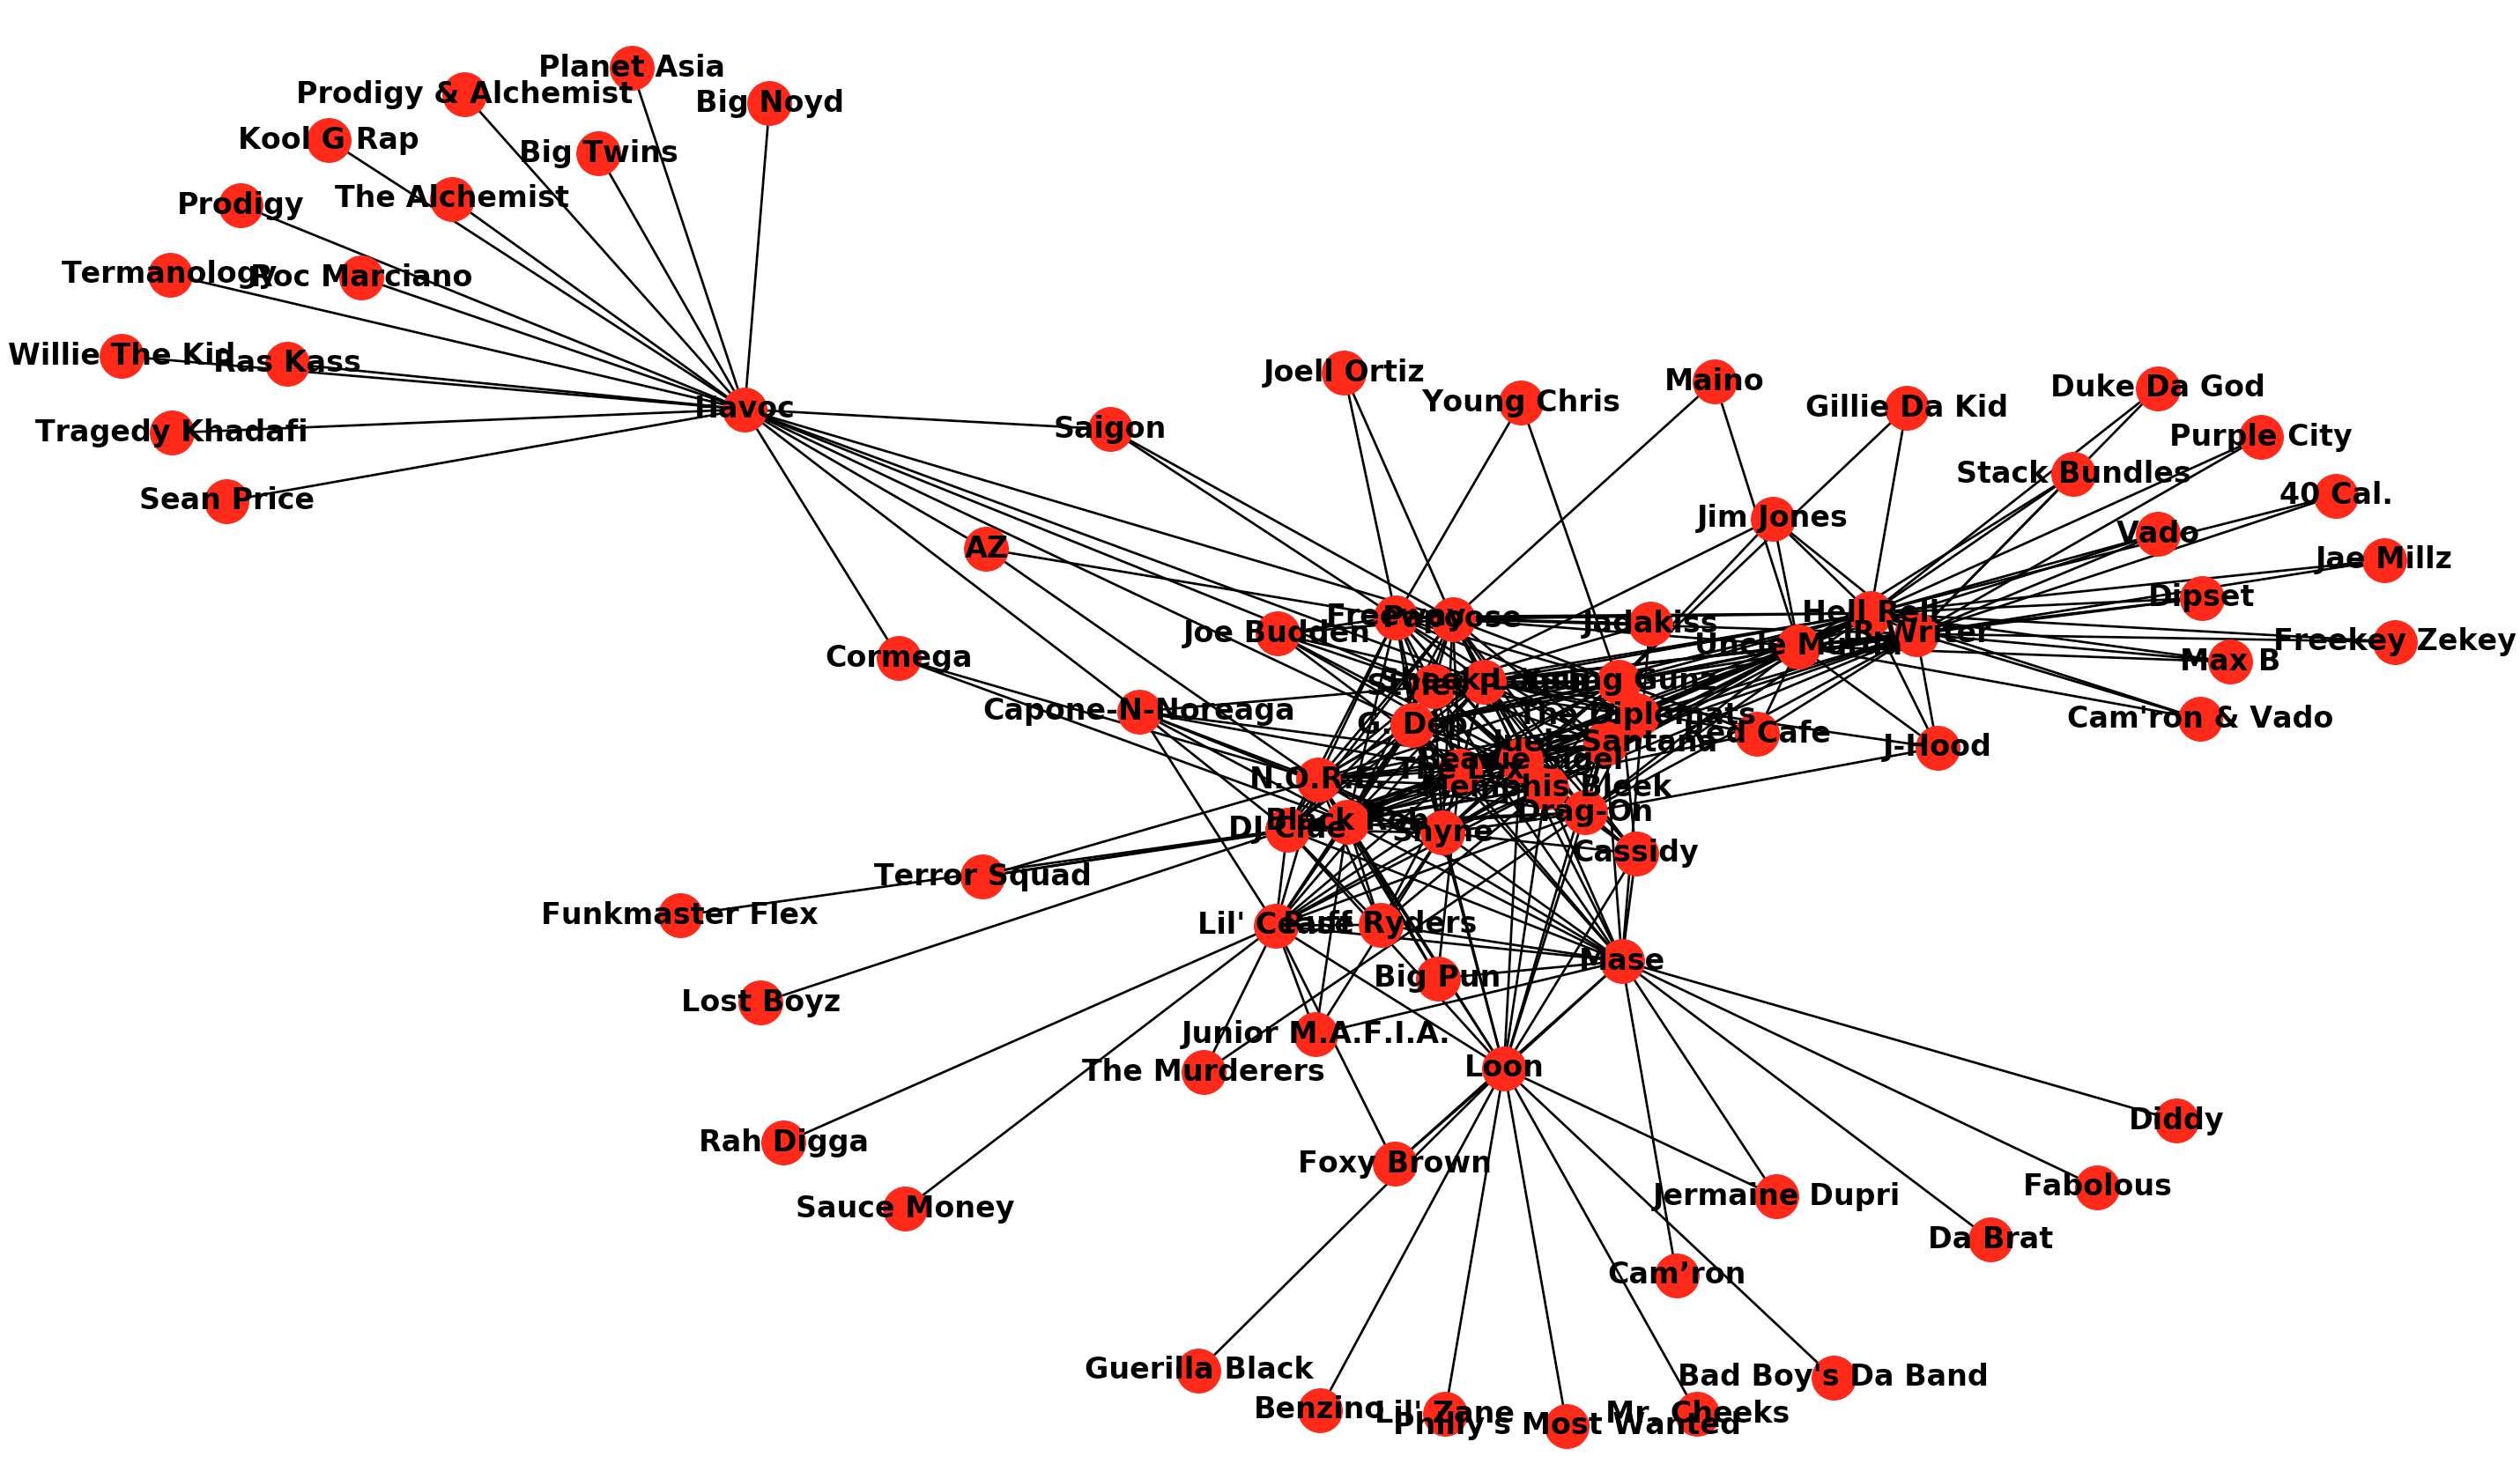 Planet Asia
Prodigy & Alchemist
Big Noyd
Kool G Rap
Big Twins
Prodigy
The Alchemist
Termanology
Roc Marciano
Willie The Kid
Ras Kass
Havoc
Tragedy Khadafi
Saigon
Sean Price
Joell Ortiz
Young Chris
Maino
Gillie Da Kid
Duke Da God
Purple City
Stack Bundles
40 Cal.
Jim Jones
Vado
Jae Millz
AZ
Dipset
Freeway
Papoose
Joe Budden
Jadakiss
Hell Rell
J.R. Writer
Uncle Murda
Freekey Zekey
Max B
Cormega
Capone-N-Noreaga
Styles P
Sheek Louch
Young Gunz
G. Dep
The Diplomats
Red Cafe
Cam'ron & Vado
J-Hood
Juelz Santana
Beanie Sigel
The Lox
N.O.R.E.
Memphis Bleek
Drag-On
Black Rob
DJ Clue
Shyne
Cassidy
Terror Squad
Funkmaster Flex
Lil' Cease
Ruff Ryders
Mase
Big Pun
Lost Boyz
Junior M.A.F.I.A.
The Murderers
Loon
Diddy
Rah Digga
Foxy Brown
Jermaine Dupri
Fabolous
Sauce Money
Da Brat
Cam’ron
Guerilla Black
Bad Boy's Da Band
Benzino
Lil' Zane
Mr. Cheeks
Philly's Most Wanted